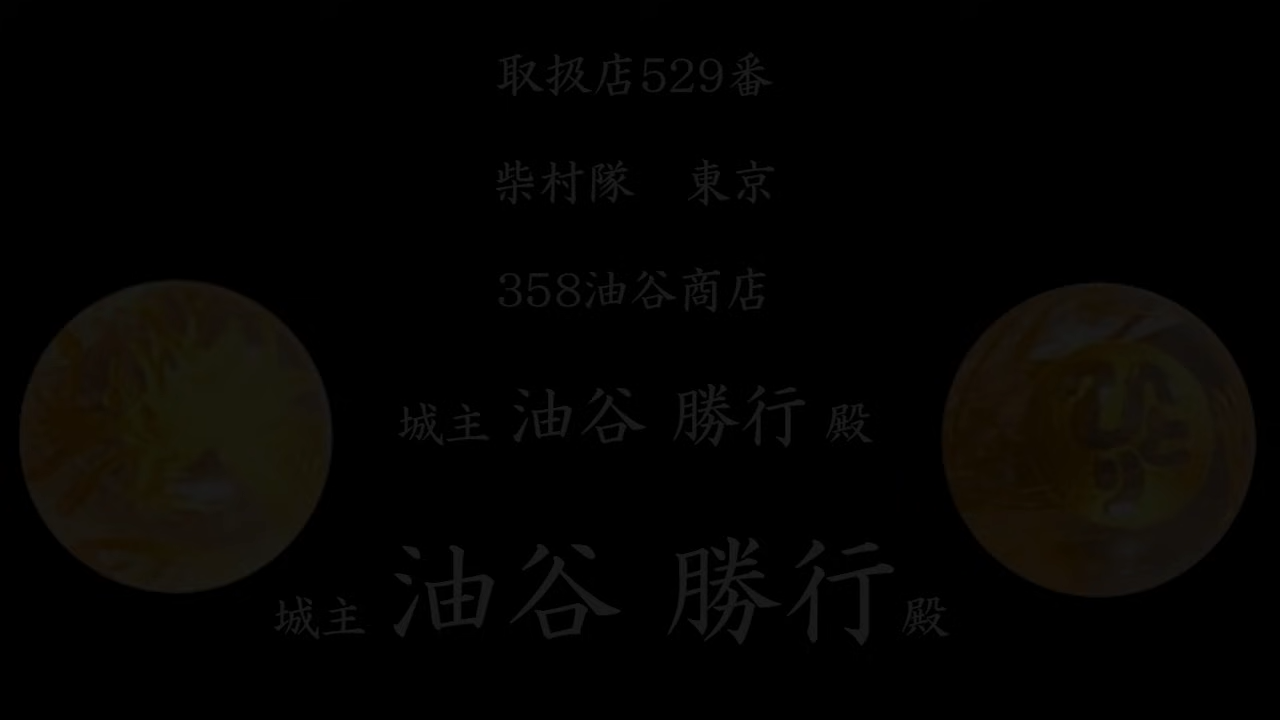 取扱店529番
柴村隊　東京
358油谷商店
城主 油谷 勝行 殿
城主 油谷 勝行 殿